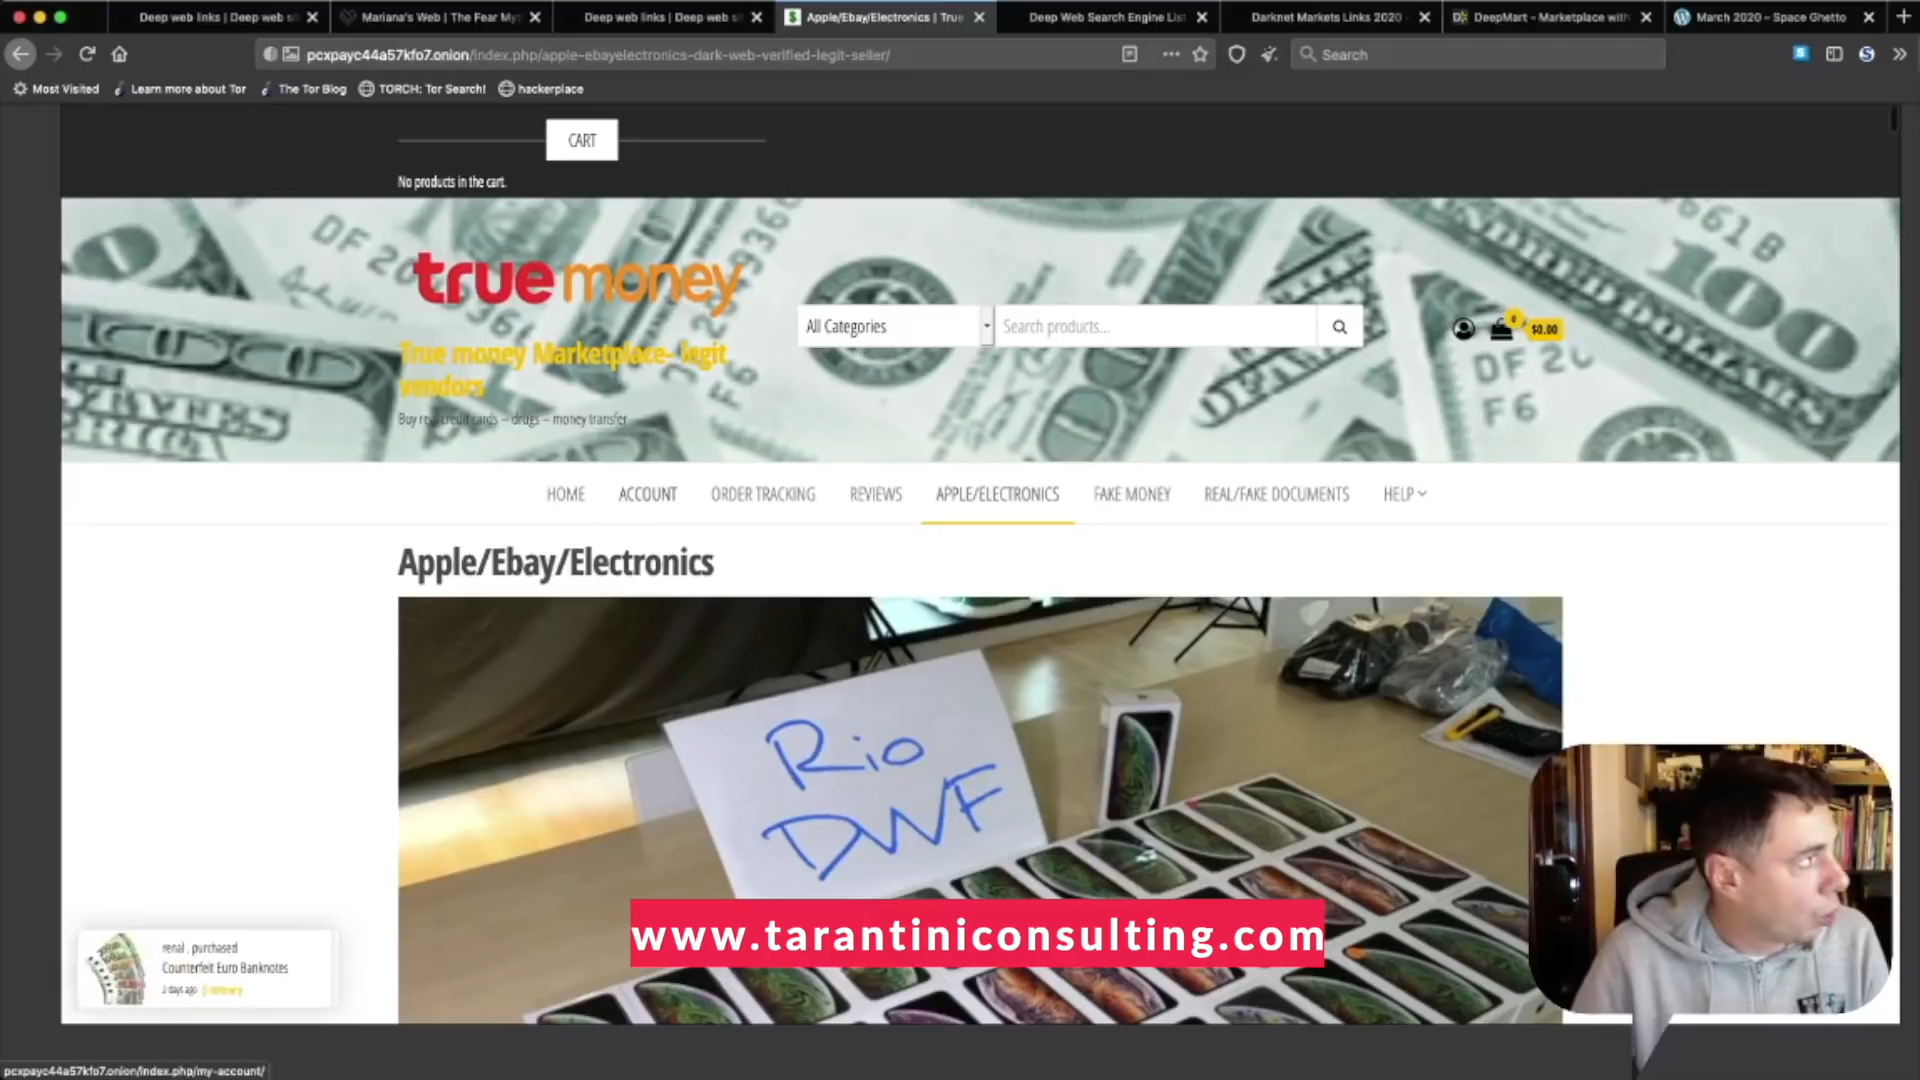 Deep web links | Deep web si
Mariana's Web | The Fear My
Deep web links | Deep web si
Apple/Ebay/Electronics | True
Deep Web Search Engine List
Darknet Markets Links 2020
DeepMart – Marketplace with
March 2020 – Space Ghetto
pcxpayc44a57kfo7.onion/index.php/apple-ebayelectronics-dark-web-verified-legit-seller/
Search
Most Visited
Learn more about Tor
The Tor Blog
TORCH: Tor Search!
hackerplace
CART
No products in the cart.
true money
True money Marketplace- legit
vendors
Buy real credit cards – drugs – money transfer
All Categories
Search products...
0
$0.00
HOME
ACCOUNT
ORDER TRACKING
REVIEWS
APPLE/ELECTRONICS
FAKE MONEY
REAL/FAKE DOCUMENTS
HELP
Apple/Ebay/Electronics
Rio
DWF
www.tarantiniconsulting.com
renal . purchased
Counterfeit Euro Banknotes
2 days ago
pcxpayc44a57kfo7.onion/index.php/my-account/